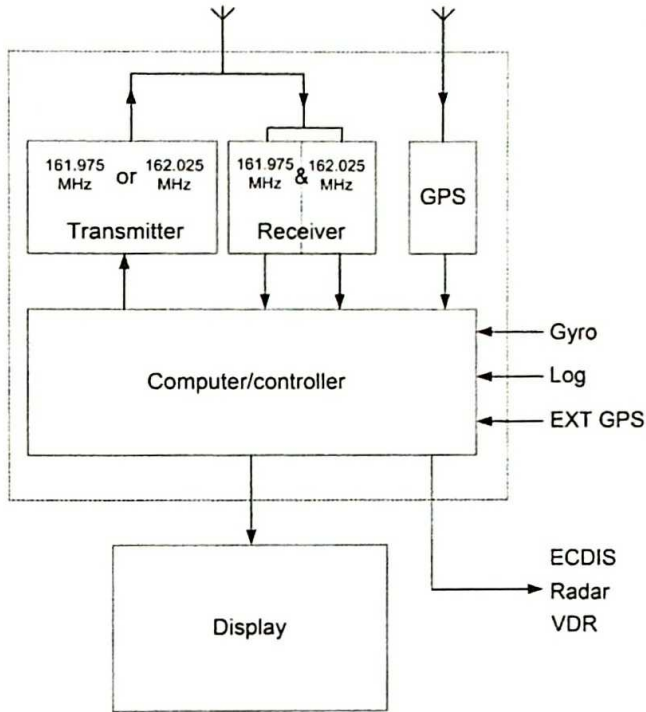 161.975 MHz or 162.025 MHz
Transmitter
161.975 MHz & 162.025 MHz
Receiver
GPS
Computer/controller
Gyro
Log
EXT GPS
Display
ECDIS
Radar
VDR